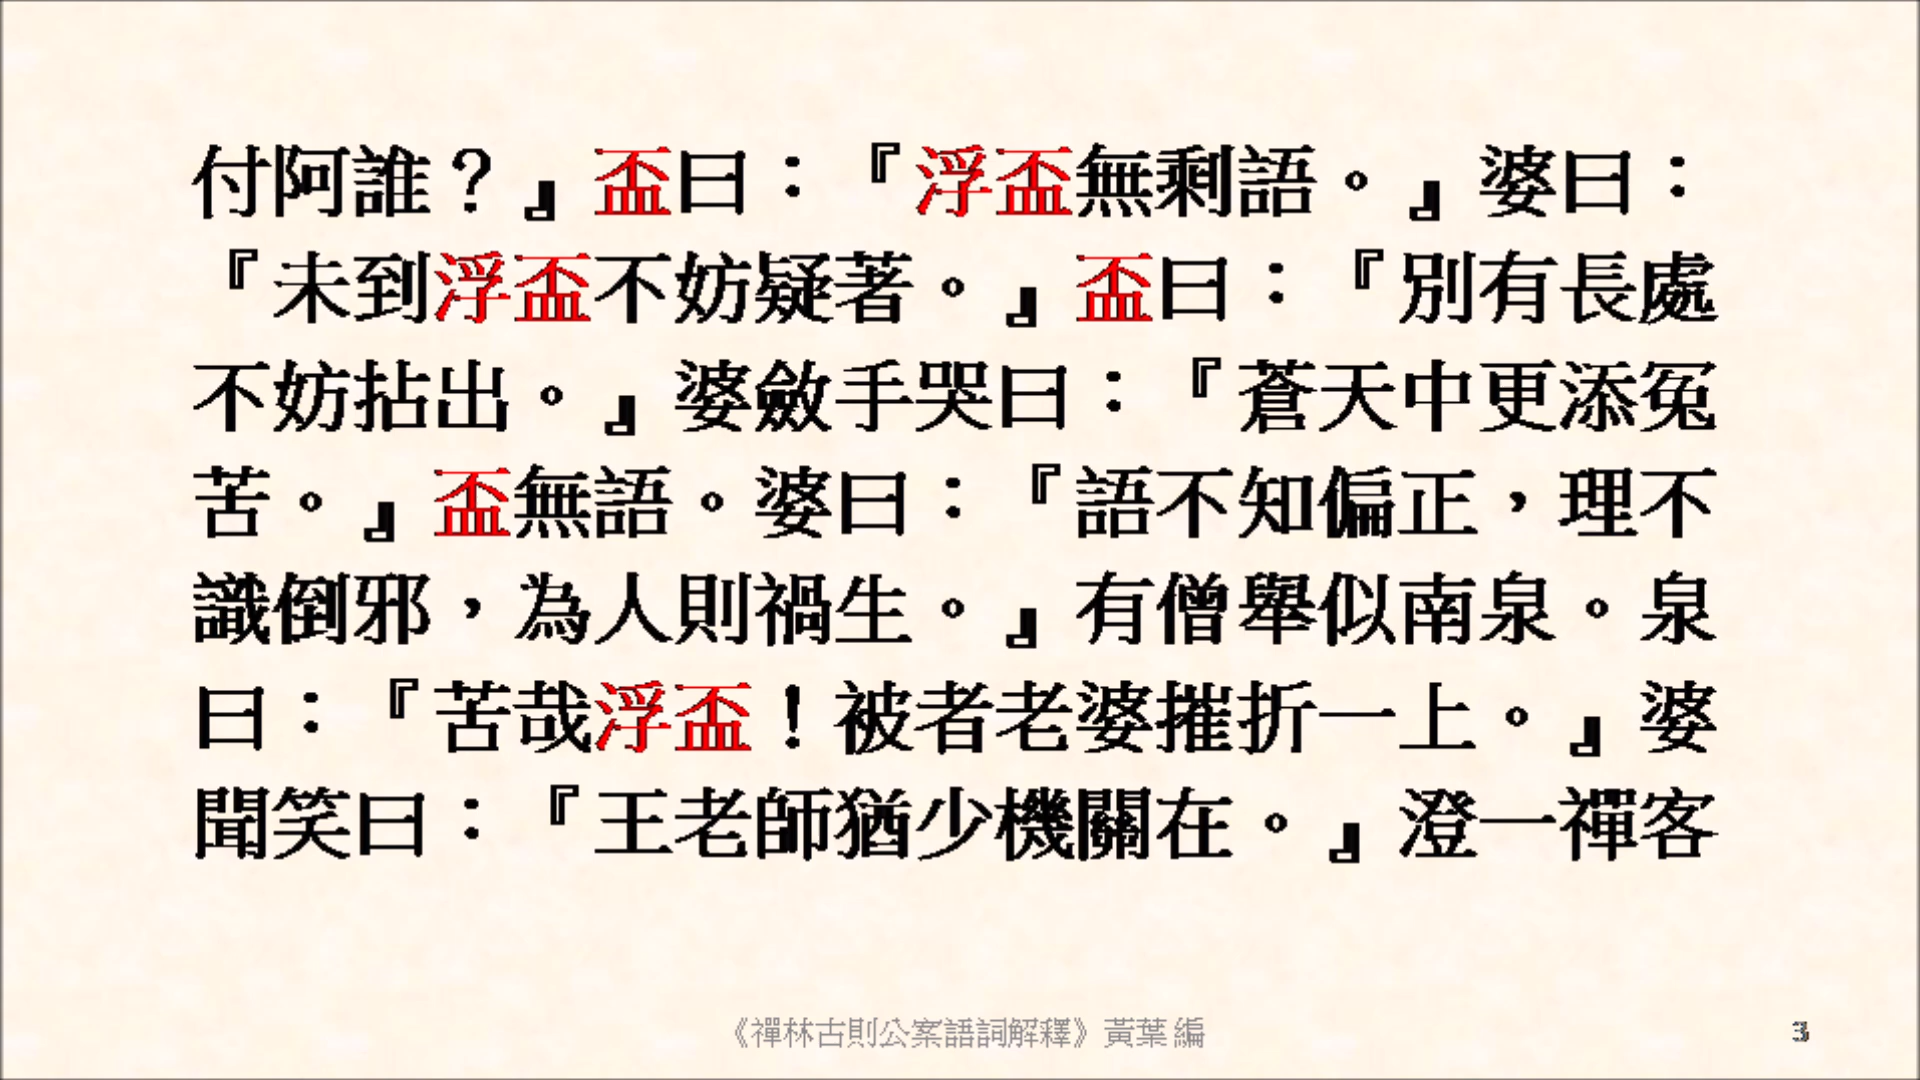 付阿誰？』盃曰：『浮盃無剩語。』婆曰：
『未到浮盃不妨疑著。』盃曰：『別有長處
不妨拈出。』婆斂手哭曰：『蒼天中更添冤
苦。』盃無語。婆曰：『語不知偏正，理不
識倒邪，為人則禍生。』有僧舉似南泉。泉
曰：『苦哉浮盃！被者老婆摧折一上。』婆
聞笑曰：『王老師猶少機關在。』澄一禪客
《禪林古則公案語詞解釋》黃葉 編
3